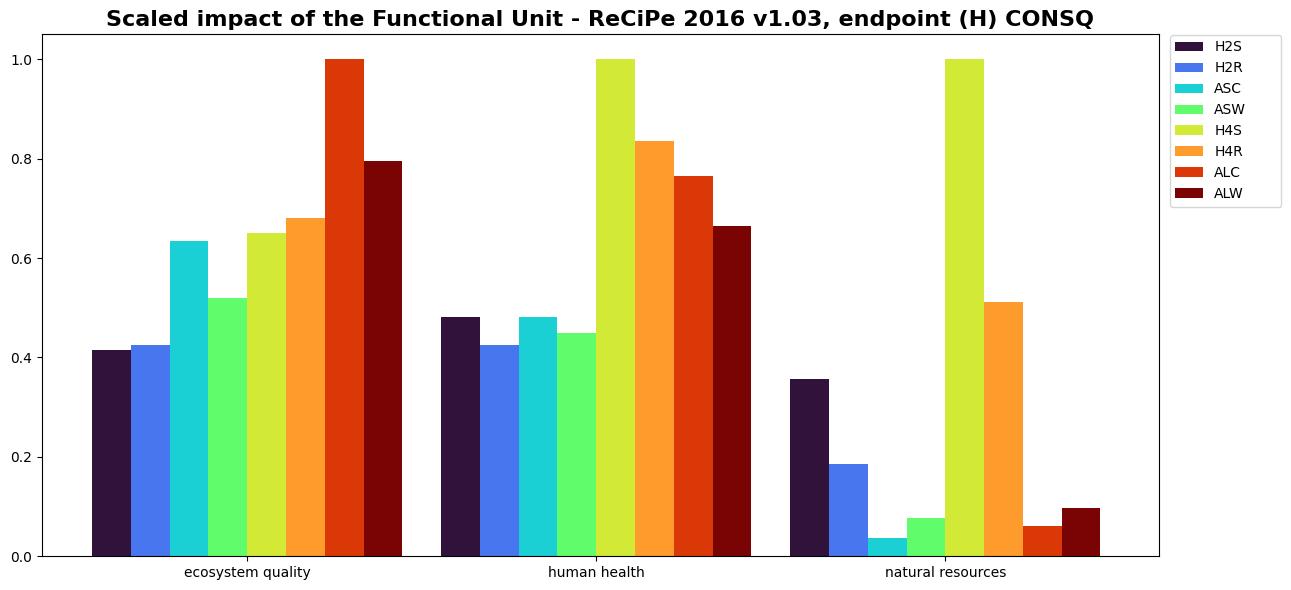 Scaled impact of the Functional Unit - ReCiPe 2016 v1.03, endpoint (H) CONSQ
1.0
0.8
0.6
0.4
0.2
0.0
ecosystem quality
human health
natural resources
H2S
H2R
ASC
ASW
H4S
H4R
ALC
ALW